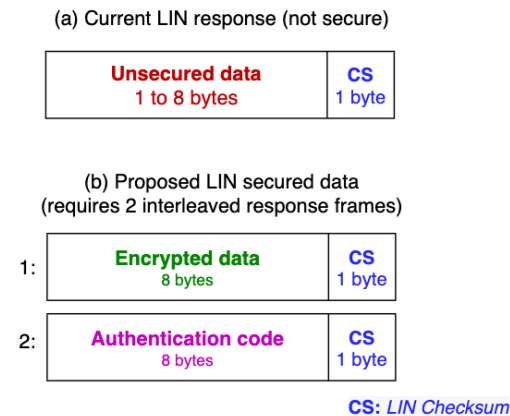 (a) Current LIN response (not secure)
Unsecured data CS
1 to 8 bytes 1 byte
(b) Proposed LIN secured data
(requires 2 interleaved response frames)
1: Encrypted data CS
8 bytes 1 byte
2: Authentication code CS
8 bytes 1 byte
CS: LIN Checksum